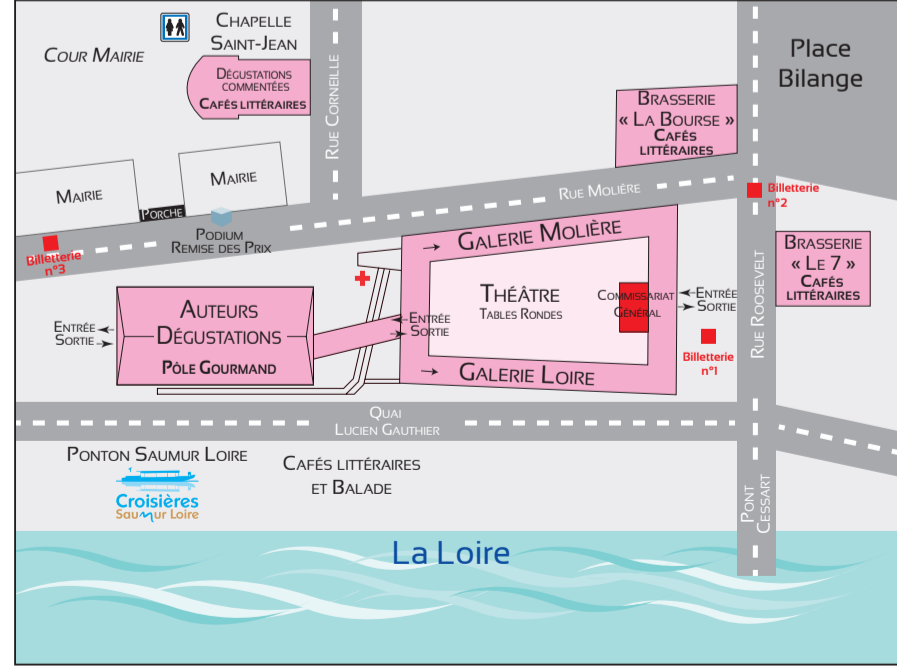 COUR MAIRIE
CHAPELLE
SAINT-JEAN
DÉGUSTATIONS
COMMENTÉES
CAFÉS LITTÉRAIRES
RUE CORNEILLE
Place
Bilange
BRASSERIE
« LA BOURSE »
CAFÉS
LITTÉRAIRES
MAIRIE
MAIRIE
PORCHE
RUE MOLIÈRE
Billetterie
n°2
PODIUM
REMISE DES PRIX
Billetterie
n°3
GALERIE MOLIÈRE
BRASSERIE
« LE 7 »
CAFÉS
LITTÉRAIRES
THÉÂTRE
TABLES RONDES
COMMISSARIAT
GÉNÉRAL
ENTRÉE
SORTIE
RUE ROOSEVELT
AUTEURS
DÉGUSTATIONS
PÔLE GOURMAND
ENTRÉE
SORTIE
ENTRÉE
SORTIE
Billetterie
n°1
GALERIE LOIRE
QUAI
LUCIEN GAUTHIER
PONTON SAUMUR LOIRE
Croisières
Saumur Loire
CAFÉS LITTÉRAIRES
ET BALADE
PONT
CESSART
La Loire